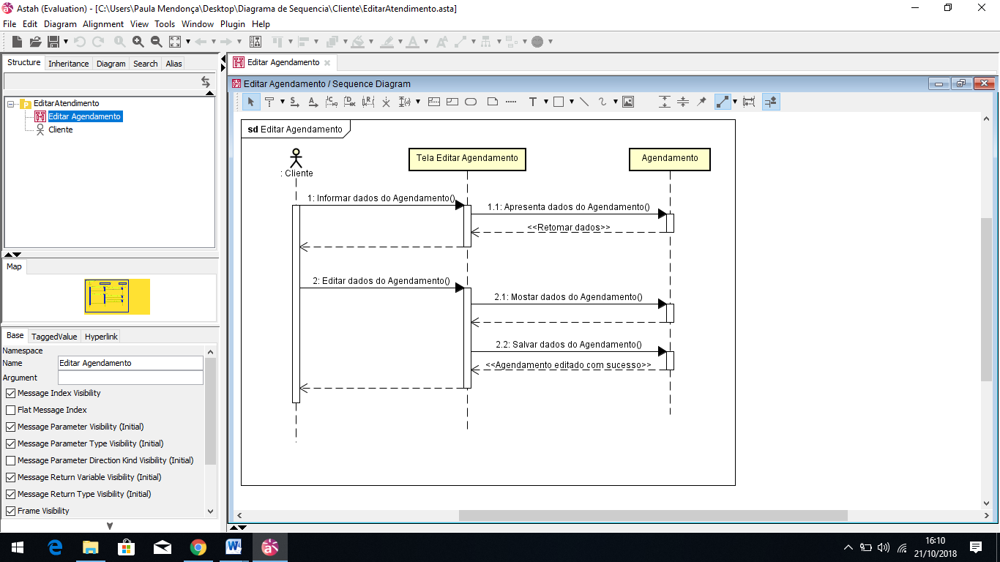 Astah (Evaluation) - [C:\Users\Paula Mendonça\Desktop\Diagrama de Sequencia\Cliente\EditarAtendimento.asta]
File Edit Diagram Alignment View Tools Window Plugin Help
Structure Inheritance Diagram Search Alias
EditarAtendimento
Editar Agendamento
Cliente
Map
Base TaggedValue Hyperlink
Namespace
Name Editar Agendamento
Argument
Message Index Visibility
Flat Message Index
Message Parameter Visibility (Initial)
Message Parameter Type Visibility (Initial)
Message Parameter Direction Kind Visibility (Initial)
Message Return Variable Visibility (Initial)
Message Return Type Visibility (Initial)
Frame Visibility
Editar Agendamento
Editar Agendamento / Sequence Diagram
sd Editar Agendamento
: Cliente
Tela Editar Agendamento
Agendamento
1: Informar dados do Agendamento()
1.1: Apresenta dados do Agendamento()
<<Retornar dados>>
2: Editar dados do Agendamento()
2.1: Mostar dados do Agendamento()
2.2: Salvar dados do Agendamento()
<<Agendamento editado com sucesso>>
16:10
21/10/2018